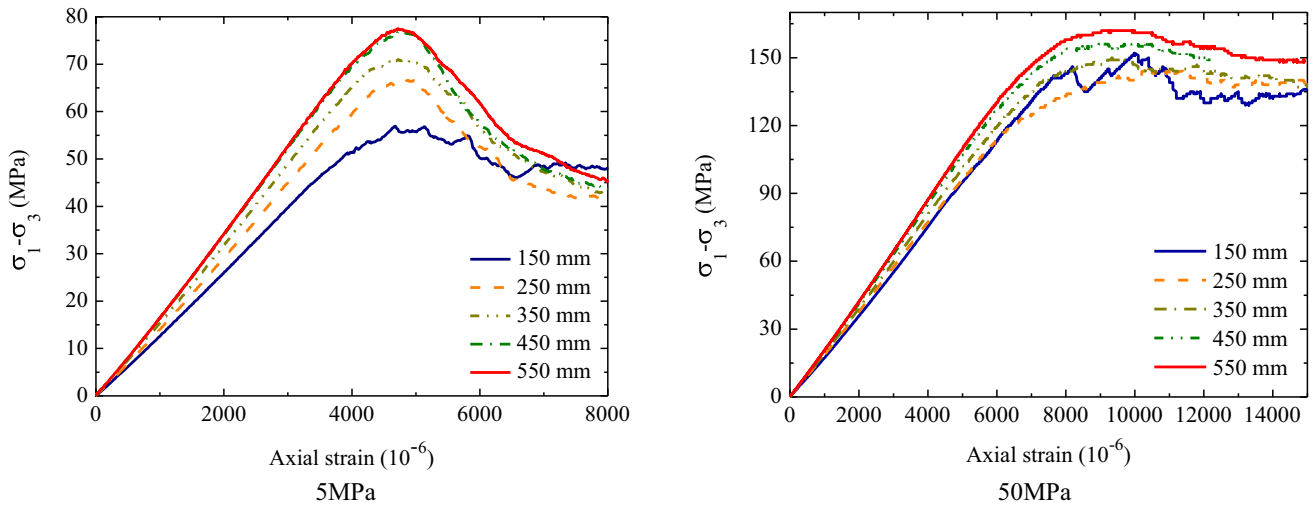 80
70
60
50
40
30
20
10
0
σ₁-σ₃ (MPa)
150 mm
250 mm
350 mm
450 mm
550 mm
0 2000 4000 6000 8000
Axial strain (10⁻⁶)
5MPa
150
120
90
60
30
0
σ₁-σ₃ (MPa)
150 mm
250 mm
350 mm
450 mm
550 mm
0 2000 4000 6000 8000 10000 12000 14000
Axial strain (10⁻⁶)
50MPa